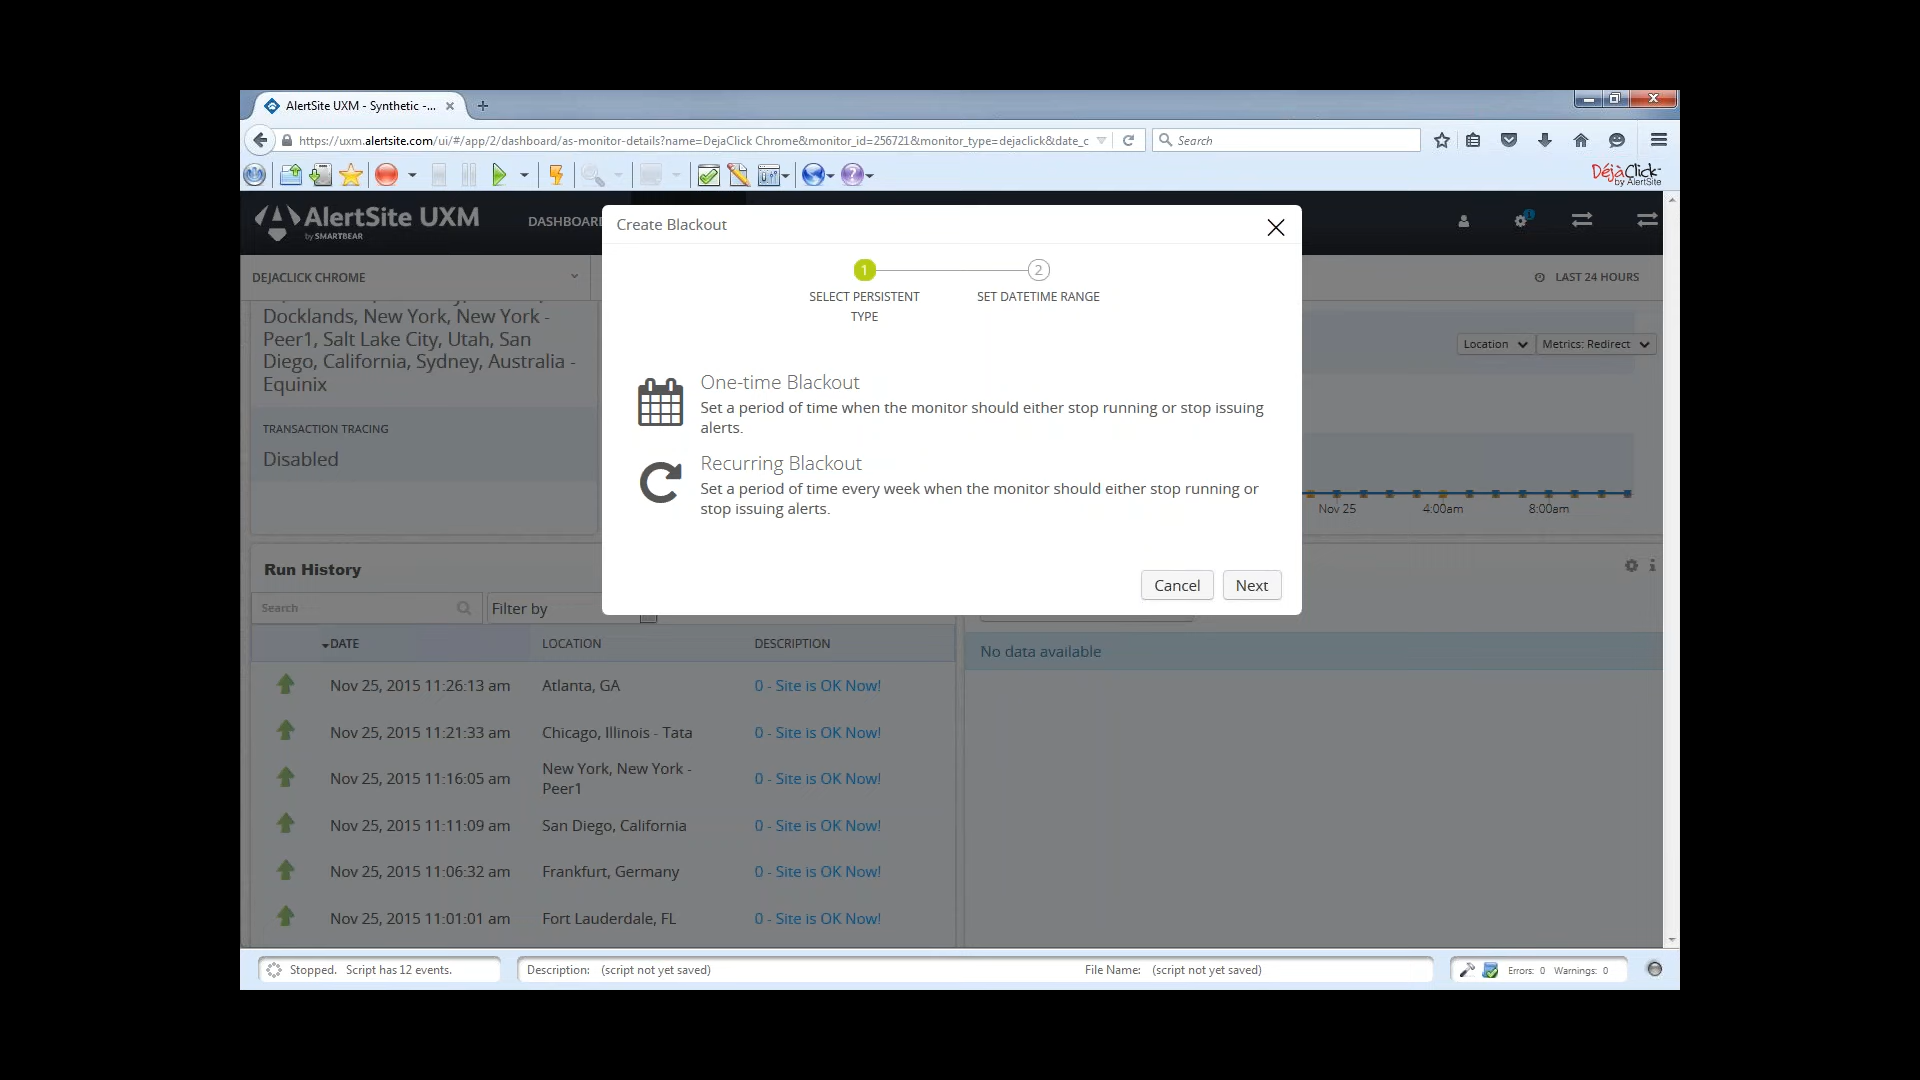 AlertSite UXM - Synthetic -...
https://uxm.alertsite.com/ui/#/app/2/dashboard/as-monitor-details?name=DejaClick Chrome&monitor_id=256721&monitor_type=dejaclick&date_c
Search
DéjàClick
by AlertSite
AlertSite UXM
by SMARTBEAR
DASHBOAR
Create Blackout
1
2
SELECT PERSISTENT
TYPE
SET DATETIME RANGE
DEJACLICK CHROME
LAST 24 HOURS
Docklands, New York, New York -
Peer1, Salt Lake City, Utah, San
Diego, California, Sydney, Australia -
Equinix
Location
Metrics: Redirect
TRANSACTION TRACING
Disabled
One-time Blackout
Set a period of time when the monitor should either stop running or stop issuing
alerts.
Recurring Blackout
Set a period of time every week when the monitor should either stop running or
stop issuing alerts.
Nov 25
4:00am
8:00am
Cancel
Next
Run History
Search
Filter by
DATE
LOCATION
DESCRIPTION
No data available
Nov 25, 2015 11:26:13 am
Atlanta, GA
0 - Site is OK Now!
Nov 25, 2015 11:21:33 am
Chicago, Illinois - Tata
0 - Site is OK Now!
Nov 25, 2015 11:16:05 am
New York, New York -
Peer1
0 - Site is OK Now!
Nov 25, 2015 11:11:09 am
San Diego, California
0 - Site is OK Now!
Nov 25, 2015 11:06:32 am
Frankfurt, Germany
0 - Site is OK Now!
Nov 25, 2015 11:01:01 am
Fort Lauderdale, FL
0 - Site is OK Now!
Stopped. Script has 12 events.
Description: (script not yet saved)
File Name: (script not yet saved)
Errors: 0 Warnings: 0